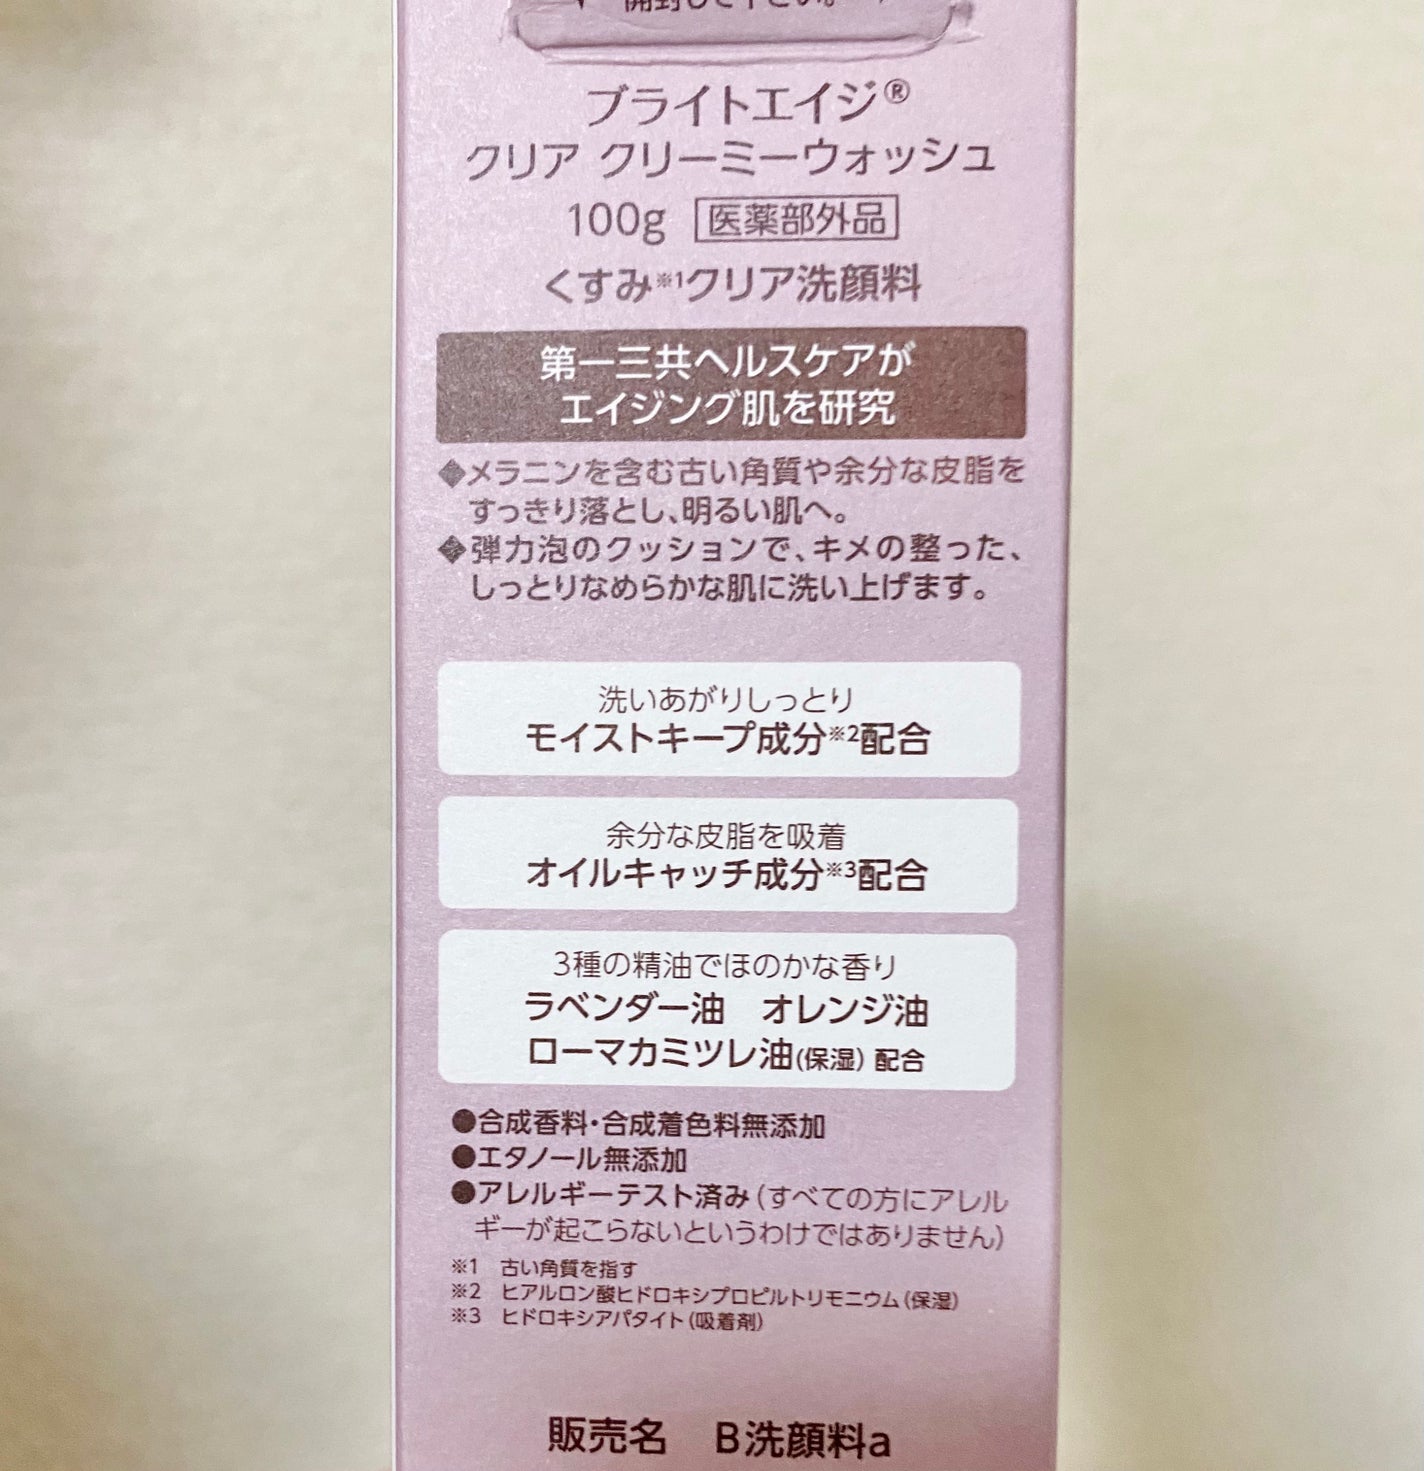 開封して下さい。
ブライトエイジ®
クリア クリーミーウォッシュ
100g 医薬部外品
くすみ※1クリア洗顔料
第一三共ヘルスケアが
エイジング肌を研究
◆メラニンを含む古い角質や余分な皮脂を
すっきり落とし、明るい肌へ。
◆弾力泡のクッションで、キメの整った、
しっとりなめらかな肌に洗い上げます。
洗いあがりしっとり
モイストキープ成分※2配合
余分な皮脂を吸着
オイルキャッチ成分※3配合
3種の精油でほのかな香り
ラベンダー油 オレンジ油
ローマカミツレ油(保湿) 配合
●合成香料・合成着色料無添加
●エタノール無添加
●アレルギーテスト済み(すべての方にアレル
ギーが起こらないというわけではありません)
※1 古い角質を指す
※2 ヒアルロン酸ヒドロキシプロピルトリモニウム(保湿)
※3 ヒドロキシアパタイト(吸着剤)
販売名 B洗顔料a